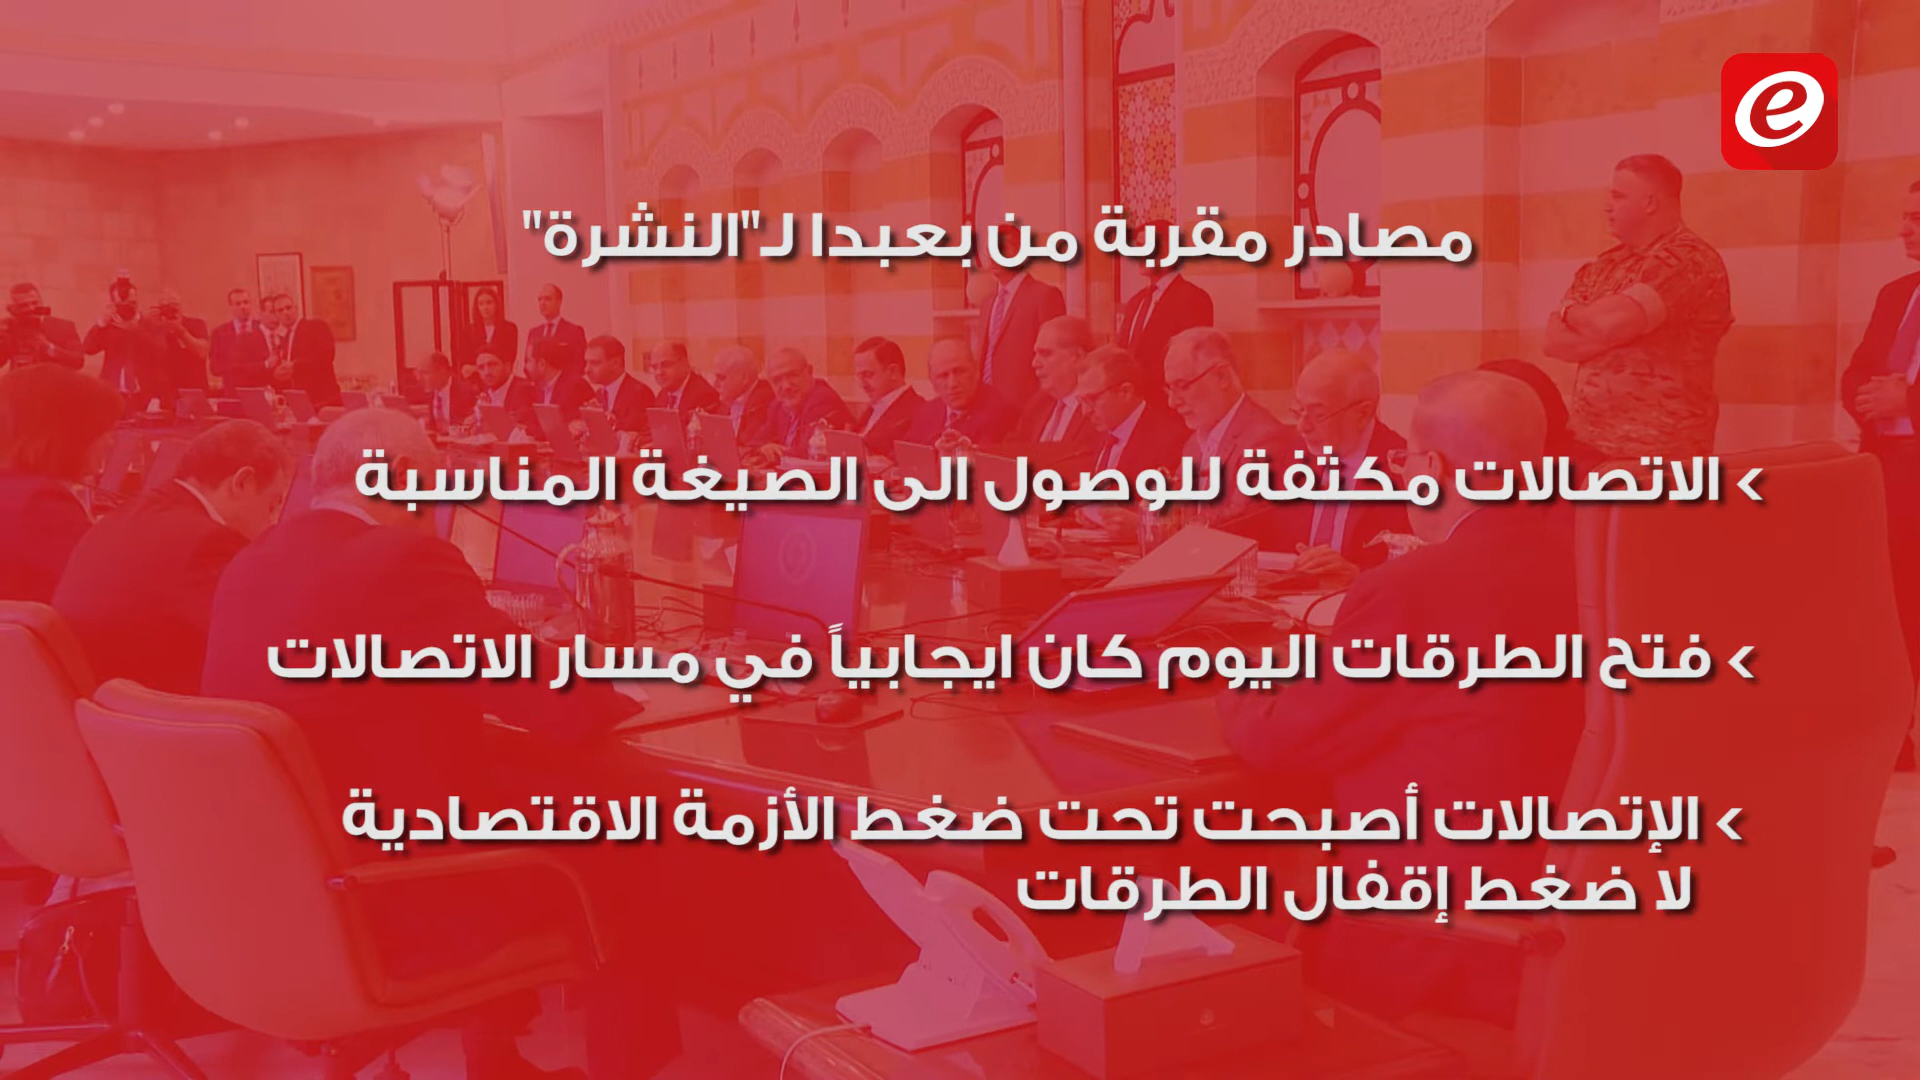 e
مصادر مقربة من بعبدا لـ"النشرة"
> الاتصالات مكثفة للوصول الى الصيغة المناسبة
> فتح الطرقات اليوم كان ايجابياً في مسار الاتصالات
> الإتصالات أصبحت تحت ضغط الأزمة الاقتصادية
لا ضغط إقفال الطرقات